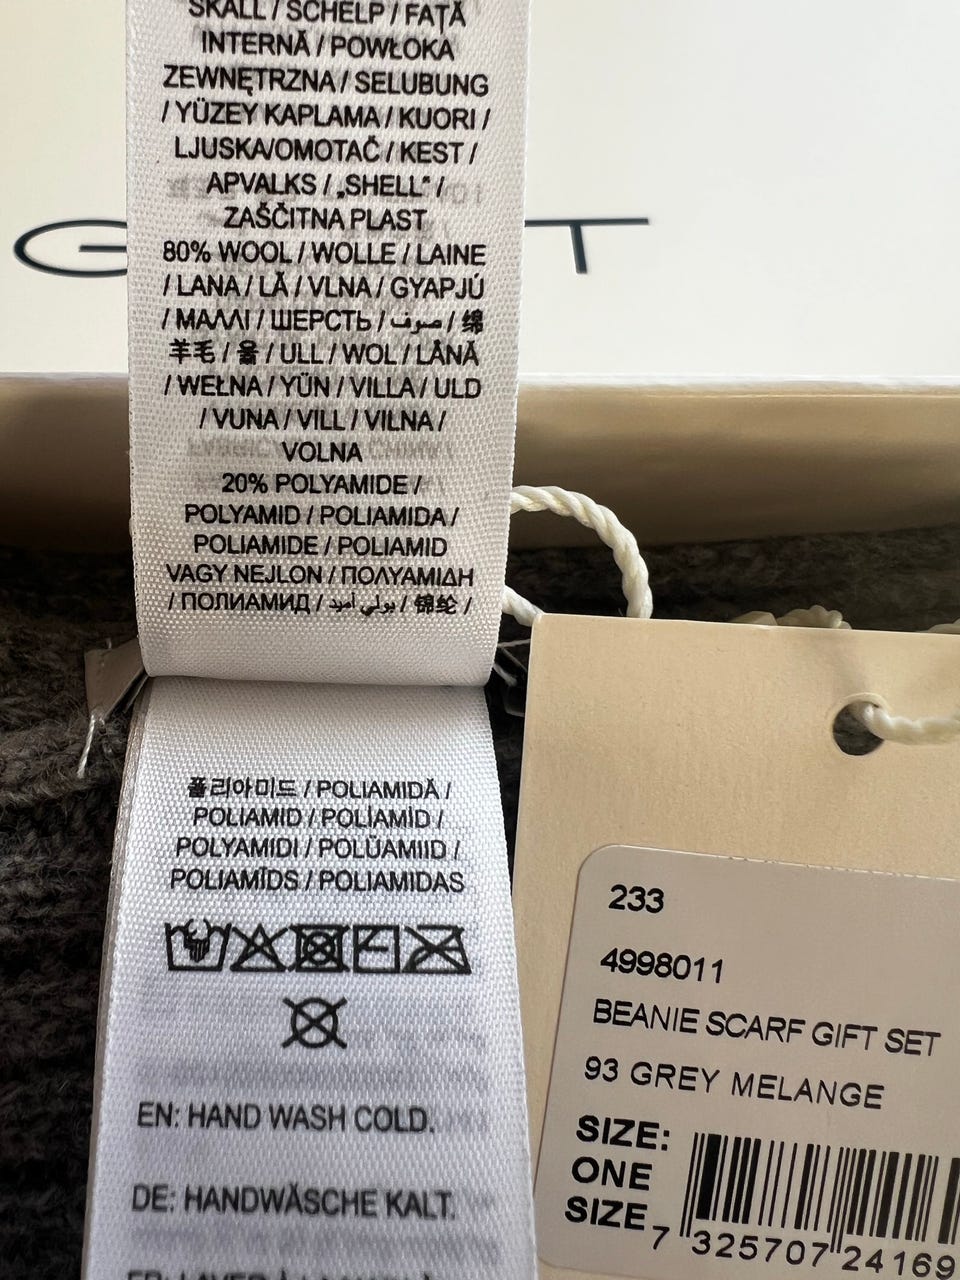 SKALL / SCHELP / FAȚĂ
INTERNĂ / POWŁOKA
ZEWNĘTRZNA / SELUBUNG
/ YÜZEY KAPLAMA / KUORI /
LJUSKA/OMOTAČ / KEST /
APVALKS / „SHELL“ /
ZAŠČITNA PLAST
80% WOOL / WOLLE / LAINE
/ LANA / LÃ / VLNA / GYAPJÚ
/ ΜΑΛΛΙ / ШЕРСТЬ / صوف / 绵
羊毛 / 울 / ULL / WOL / LÂNĂ
/ WEŁNA / YÜN / VILLA / ULD
/ VUNA / VILL / VILNA /
VOLNA
20% POLYAMIDE /
POLYAMID / POLIAMIDA /
POLIAMIDE / POLIAMID
VAGY NEJLON / ΠΟΛΥΑΜΙΔΗ
/ ПОЛИАМИД / بولي أميد / 锦纶 /
폴리아미드 / POLIAMIDĂ /
POLIAMID / POLİAMİD /
POLYAMIDI / POLÜAMIID /
POLIAMĪDS / POLIAMIDAS
EN: HAND WASH COLD.
DE: HANDWÄSCHE KALT.
G T
233
4998011
BEANIE SCARF GIFT SET
93 GREY MELANGE
SIZE:
ONE
SIZE
7 325707 24169